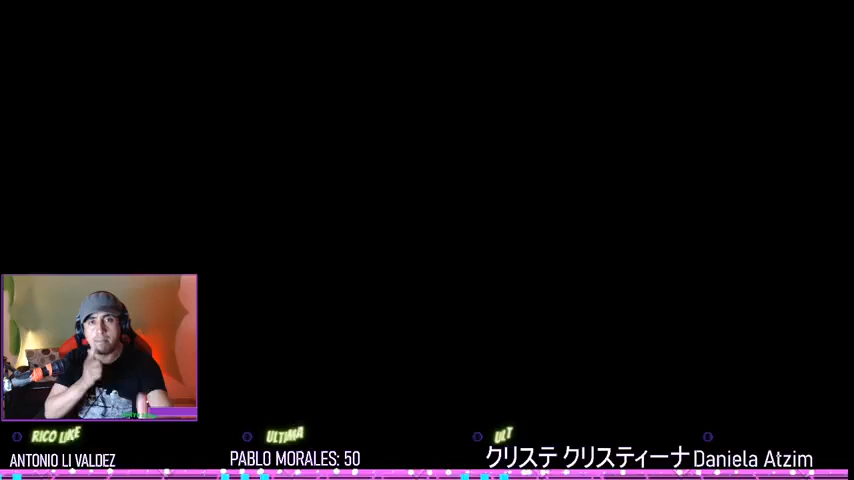 RICO LIKE
ULTIMA
ULT
ANTONIO LI VALDEZ
PABLO MORALES: 50
クリステ クリスティーナ Daniela Atzim